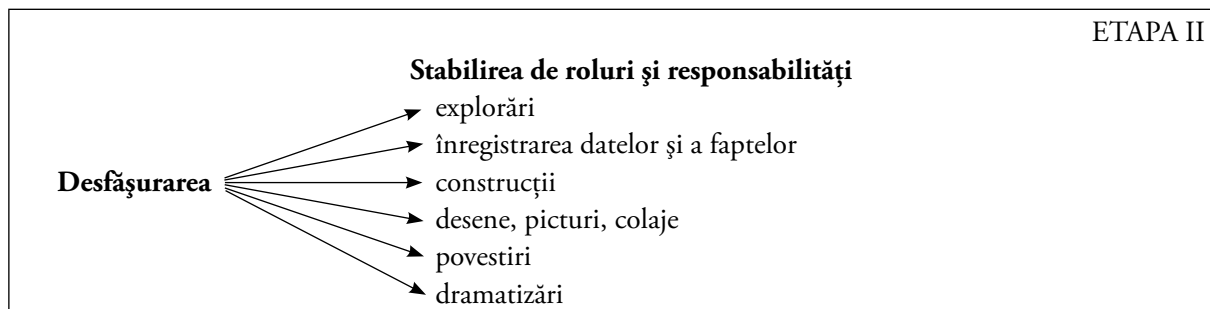 ETAPA II
Stabilirea de roluri şi responsabilităţi
explorări
înregistrarea datelor şi a faptelor
Desfăşurarea
construcţii
desene, picturi, colaje
povestiri
dramatizări